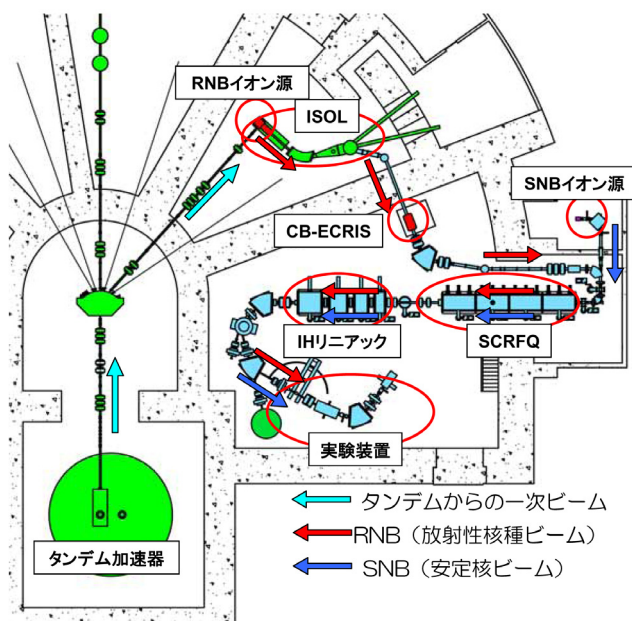 RNBイオン源
ISOL
SNBイオン源
CB-ECRIS
IHリニアック
SCRFQ
実験装置
タンデム加速器
タンデムからの一次ビーム
RNB（放射性核種ビーム）
SNB（安定核ビーム）